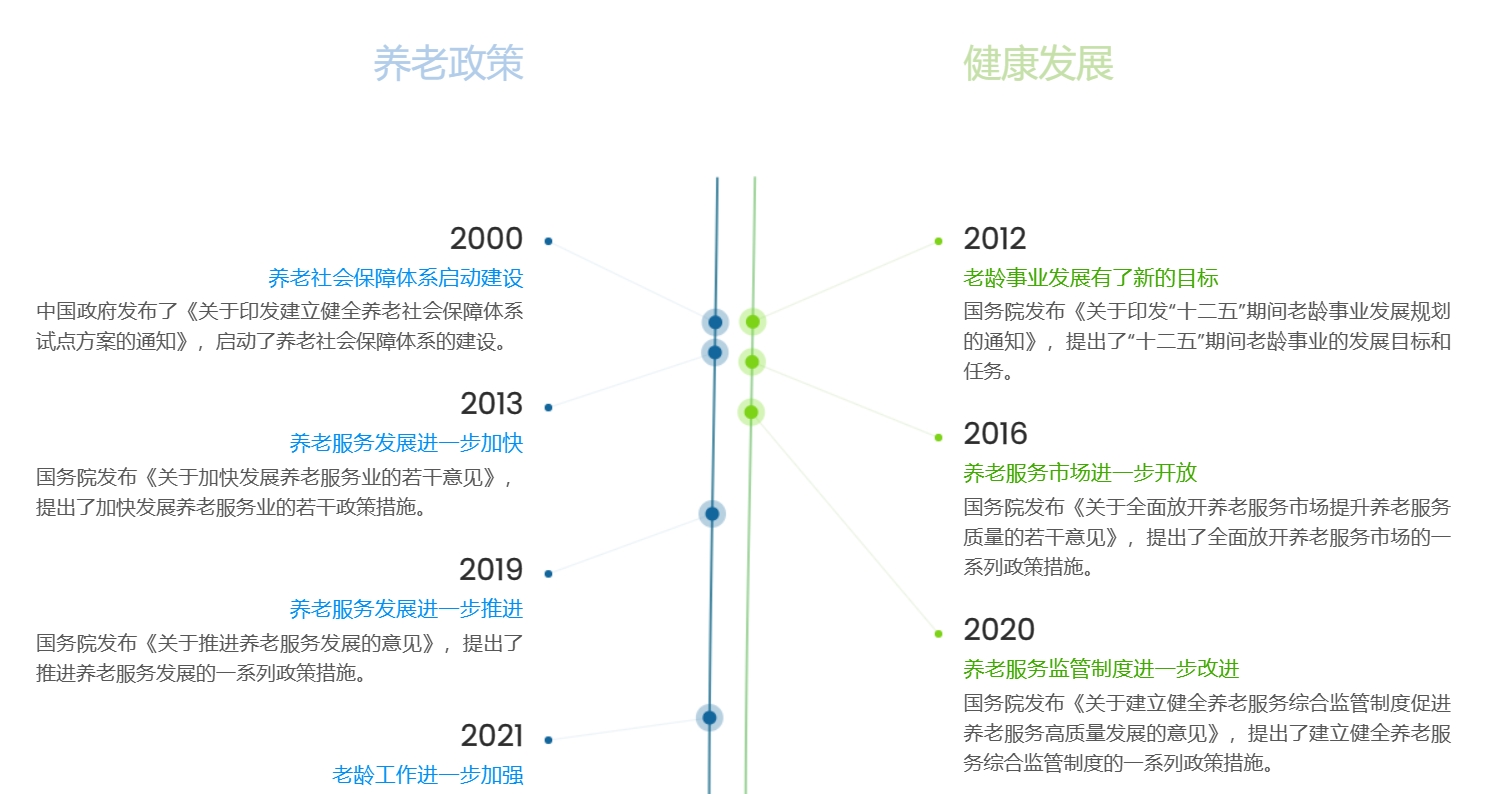 养老政策
健康发展
2000
养老社会保障体系启动建设
中国政府发布了《关于印发建立健全养老社会保障体系
试点方案的通知》，启动了养老社会保障体系的建设。
2013
养老服务发展进一步加快
国务院发布《关于加快发展养老服务业的若干意见》，
提出了加快发展养老服务业的若干政策措施。
2019
养老服务发展进一步推进
国务院发布《关于推进养老服务发展的意见》，提出了
推进养老服务发展的一系列政策措施。
2021
老龄工作进一步加强
2012
老龄事业发展有了新的目标
国务院发布《关于印发“十二五”期间老龄事业发展规划
的通知》，提出了“十二五”期间老龄事业的发展目标和
任务。
2016
养老服务市场进一步开放
国务院发布《关于全面放开养老服务市场提升养老服务
质量的若干意见》，提出了全面放开养老服务市场的一
系列政策措施。
2020
养老服务监管制度进一步改进
国务院发布《关于建立健全养老服务综合监管制度促进
养老服务高质量发展的意见》，提出了建立健全养老服
务综合监管制度的一系列政策措施。